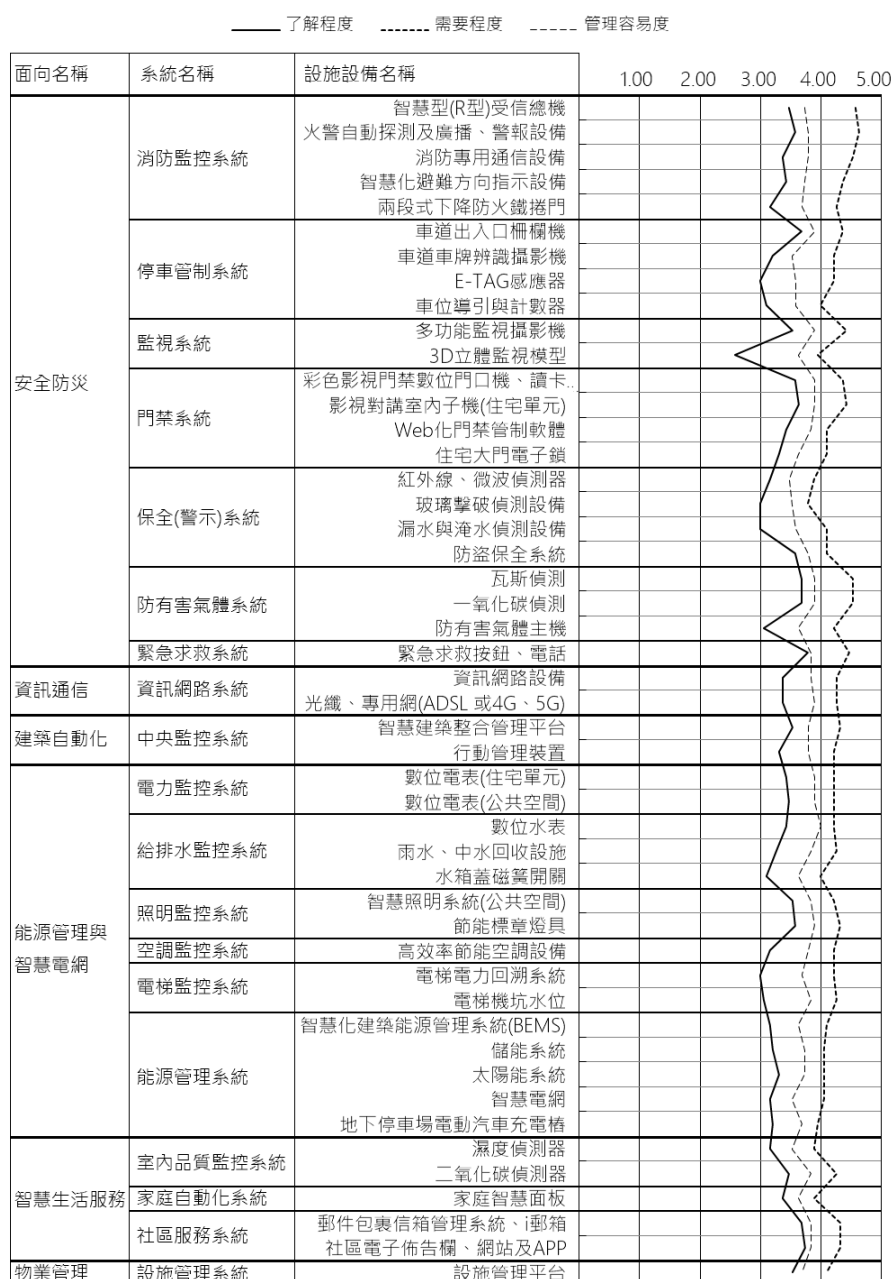 了解程度 需要程度 管理容易度
面向名稱 系統名稱 設施設備名稱 1.00 2.00 3.00 4.00 5.00
智慧型(R型)受信總機
火警自動探測及廣播、警報設備
消防監控系統 消防專用通信設備
智慧化避難方向指示設備
兩段式下降防火鐵捲門
車道出入口柵欄機
車道車牌辨識攝影機
停車管制系統
E-TAG感應器
車位導引與計數器
多功能監視攝影機
監視系統
3D立體監視模型
安全防災
彩色影視門禁數位門口機、讀卡..
影視對講室內子機(住宅單元)
門禁系統
Web化門禁管制軟體
住宅大門電子鎖
紅外線、微波偵測器
玻璃擊破偵測設備
保全(警示)系統
漏水與淹水偵測設備
防盜保全系統
瓦斯偵測
防有害氣體系統 一氧化碳偵測
防有害氣體主機
緊急求救系統 緊急求救按鈕、電話
資訊網路設備
資訊通信 資訊網路系統
光纖、專用網(ADSL 或4G、5G)
智慧建築整合管理平台
建築自動化 中央監控系統
行動管理裝置
數位電表(住宅單元)
電力監控系統
數位電表(公共空間)
數位水表
給排水監控系統 雨水、中水回收設施
水箱蓋磁簧開關
智慧照明系統(公共空間)
照明監控系統
節能標章燈具
能源管理與
智慧電網
空調監控系統 高效率節能空調設備
電梯電力回溯系統
電梯監控系統
電梯機坑水位
智慧化建築能源管理系統(BEMS)
儲能系統
能源管理系統 太陽能系統
智慧電網
地下停車場電動汽車充電樁
濕度偵測器
室內品質監控系統
二氧化碳偵測器
智慧生活服務 家庭自動化系統 家庭智慧面板
郵件包裹信箱管理系統、i郵箱
社區服務系統
社區電子佈告欄、網站及APP
物業管理 設施管理系統 設施管理平台